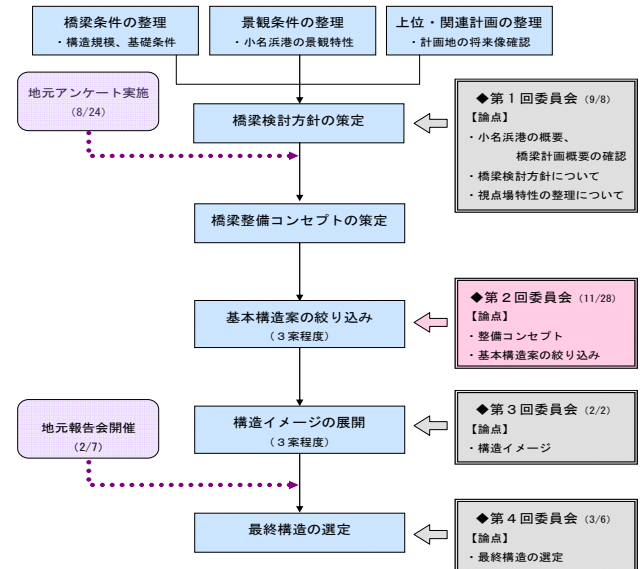 橋梁条件の整理
・構造規模、基礎条件
景観条件の整理
・小名浜港の景観特性
上位・関連計画の整理
・計画地の将来像確認
地元アンケート実施
(8/24)
橋梁検討方針の策定
◆第1回委員会 (9/8)
【論点】
・小名浜港の概要、
橋梁計画概要の確認
・橋梁検討方針について
・視点場特性の整理について
橋梁整備コンセプトの策定
基本構造案の絞り込み
(3案程度)
◆第2回委員会 (11/28)
【論点】
・整備コンセプト
・基本構造案の絞り込み
地元報告会開催
(2/7)
構造イメージの展開
(3案程度)
◆第3回委員会 (2/2)
【論点】
・構造イメージ
最終構造の選定
◆第4回委員会 (3/6)
【論点】
・最終構造の選定